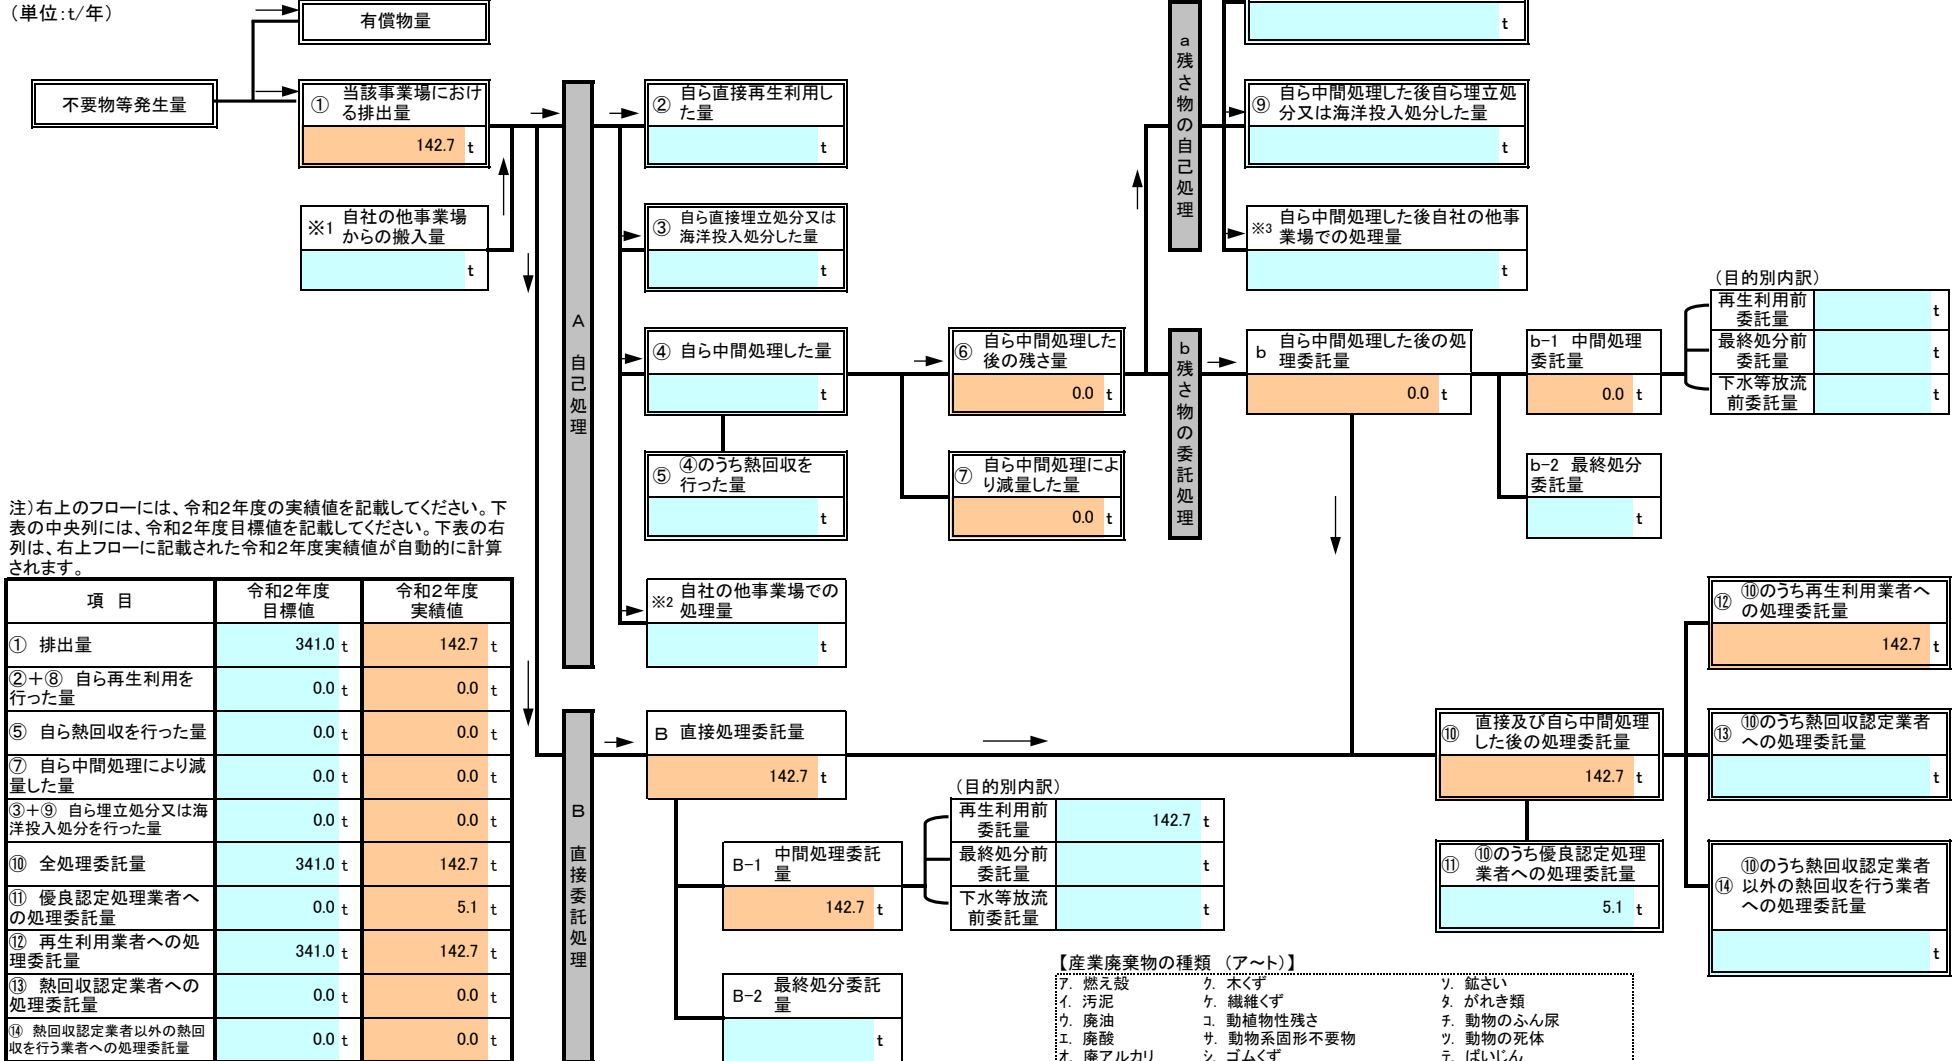 （単位：t/年）
有償物量
不要物等発生量
① 当該事業場におけ
る排出量
142.7 t
※1 自社の他事業場
からの搬入量
t
A 自己処理
② 自ら直接再生利用し
た量
t
③ 自ら直接埋立処分又は
海洋投入処分した量
t
④ 自ら中間処理した量
t
⑤ ④のうち熱回収を
行った量
t
※2 自社の他事業場での
処理量
t
⑥ 自ら中間処理した
後の残さ量
0.0 t
⑦ 自ら中間処理によ
り減量した量
0.0 t
a 残さ物の自己処理
t
⑨ 自ら中間処理した後自ら埋立処
分又は海洋投入処分した量
t
※3 自ら中間処理した後自社の他事
業場での処理量
t
b 残さ物の委託処理
b 自ら中間処理した後の処
理委託量
0.0 t
b-1 中間処理
委託量
0.0 t
b-2 最終処分
委託量
t
（目的別内訳）
再生利用前
委託量
t
最終処分前
委託量
t
下水等放流
前委託量
t
注）右上のフローには、令和2年度の実績値を記載してください。下
表の中央列には、令和2年度目標値を記載してください。下表の右
列は、右上フローに記載された令和2年度実績値が自動的に計算
されます。
項 目
令和2年度
目標値
令和2年度
実績値
① 排出量
341.0 t 142.7 t
②＋⑧ 自ら再生利用を
行った量
0.0 t 0.0 t
⑤ 自ら熱回収を行った量
0.0 t 0.0 t
⑦ 自ら中間処理により減
量した量
0.0 t 0.0 t
③＋⑨ 自ら埋立処分又は海
洋投入処分を行った量
0.0 t 0.0 t
⑩ 全処理委託量
341.0 t 142.7 t
⑪ 優良認定処理業者へ
の処理委託量
0.0 t 5.1 t
⑫ 再生利用業者への処
理委託量
341.0 t 142.7 t
⑬ 熱回収認定業者への
処理委託量
0.0 t 0.0 t
⑭ 熱回収認定業者以外の熱回
収を行う業者への処理委託量
0.0 t 0.0 t
B 直接委託処理
B 直接処理委託量
142.7 t
B-1 中間処理委託
量
142.7 t
B-2 最終処分委託
量
t
（目的別内訳）
再生利用前
委託量
142.7 t
最終処分前
委託量
t
下水等放流
前委託量
t
⑩ 直接及び自ら中間処理
した後の処理委託量
142.7 t
⑪ ⑩のうち優良認定処理
業者への処理委託量
5.1 t
⑫ ⑩のうち再生利用業者へ
の処理委託量
142.7 t
⑬ ⑩のうち熱回収認定業者
への処理委託量
t
⑭ ⑩のうち熱回収認定業者
以外の熱回収を行う業者
への処理委託量
t
【産業廃棄物の種類 （ア～ト）】
ア. 燃え殻 ク. 木くず ソ. 鉱さい
イ. 汚泥 ケ. 繊維くず タ. がれき類
ウ. 廃油 コ. 動植物性残さ チ. 動物のふん尿
エ. 廃酸 サ. 動物系固形不要物 ツ. 動物の死体
オ. 廃アルカリ シ. ゴムくず テ. ばいじん